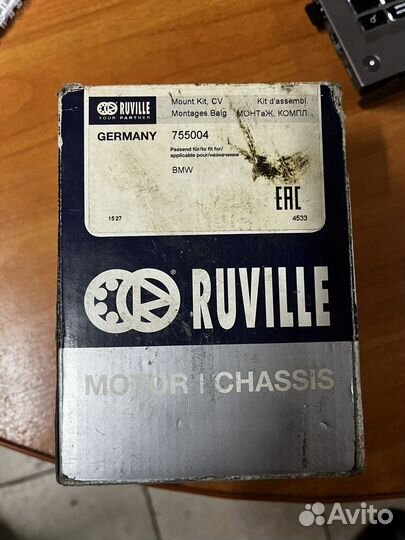 RUVILLE
YOUR PARTNER
Mount Kit, CV
Kit d'assembl.
Montages.Balg
МОНТаЖ. КОМПЛ.
GERMANY
755004
Passend für/to fit for/
applicable pour/назначение
BMW
EAC
1527
4533
® RUVILLE
MOTOR | CHASSIS
Avito